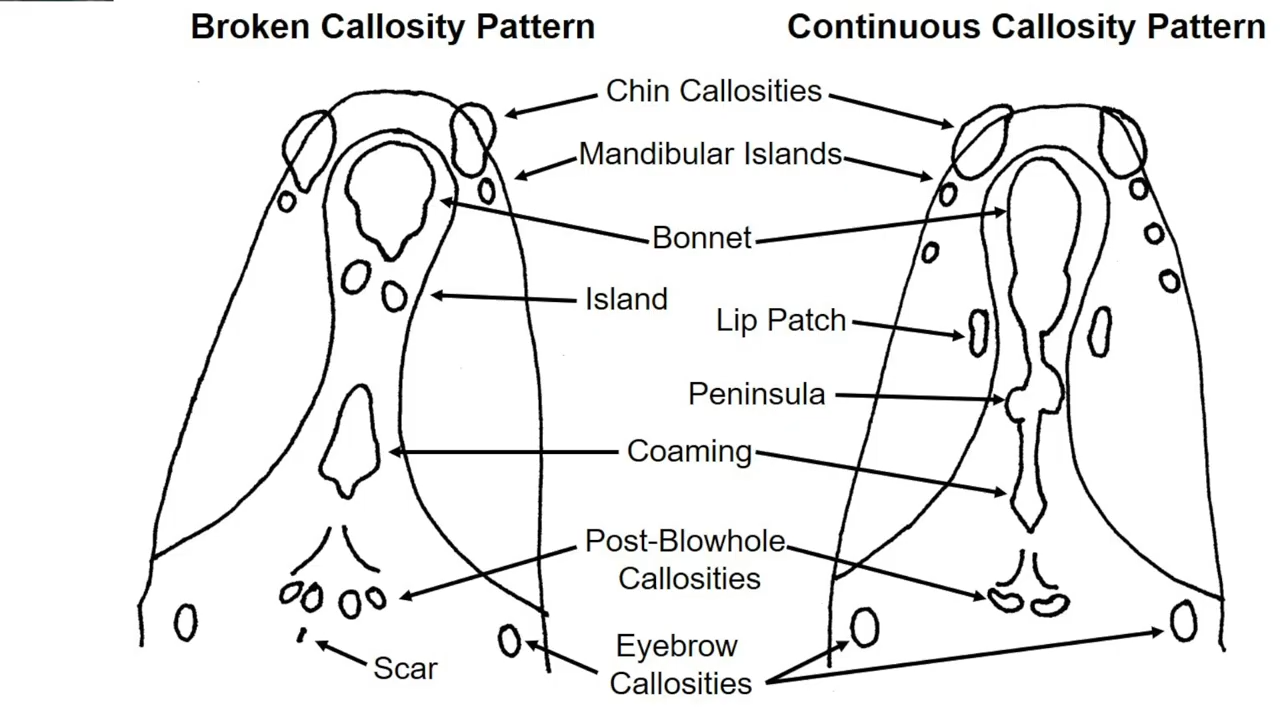 Broken Callosity Pattern
Continuous Callosity Pattern
Chin Callosities
Mandibular Islands
Bonnet
Island
Lip Patch
Peninsula
Coaming
Post-Blowhole
Callosities
Eyebrow
Callosities
Scar